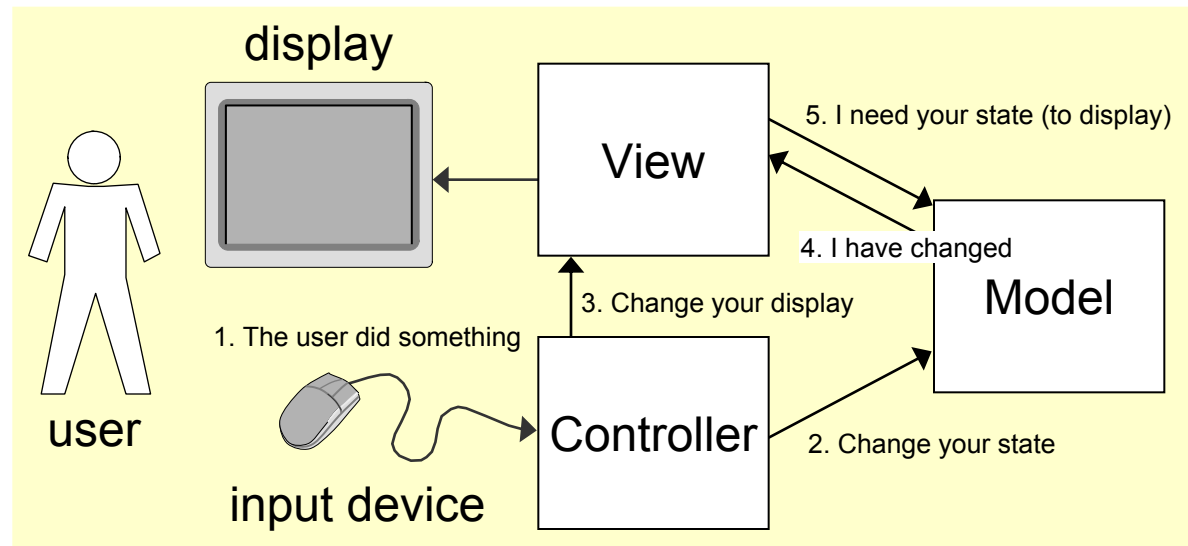 display
View
5. I need your state (to display)
4. I have changed
Model
3. Change your display
1. The user did something
user
Controller
2. Change your state
input device